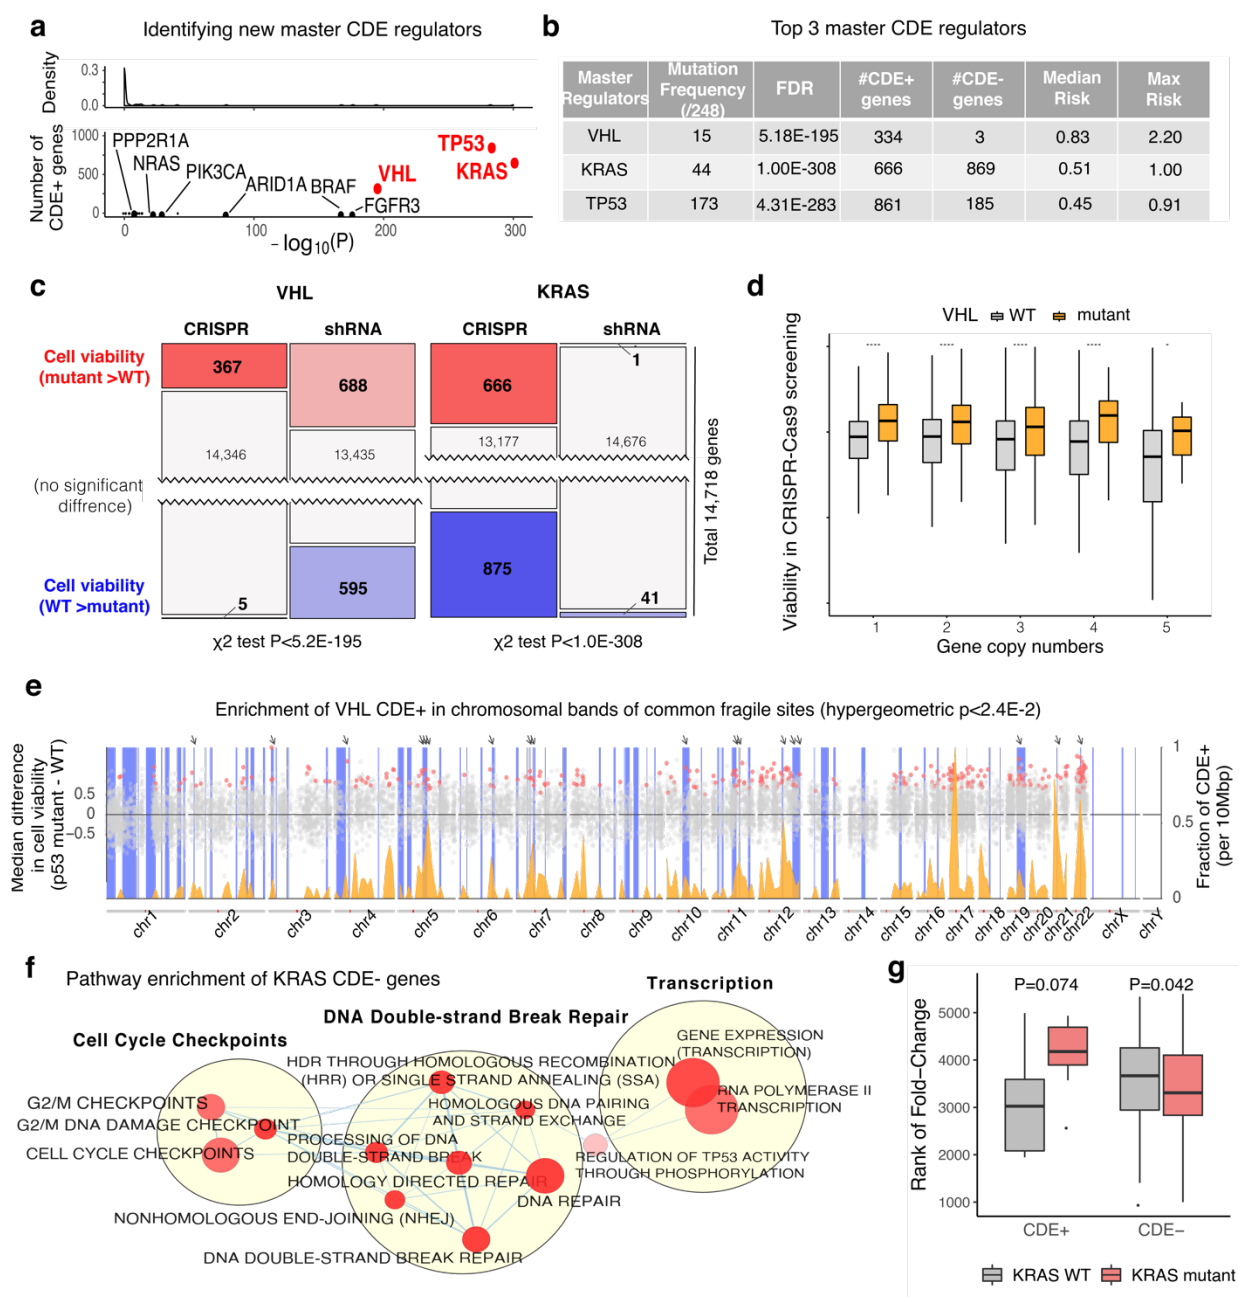 a
Identifying new master CDE regulators
Density
0.3
0.0
Number of
CDE+ genes
1000
500
0
PPP2R1A
NRAS
PIK3CA
ARID1A
BRAF
FGFR3
VHL
TP53
KRAS
0
100
200
300
-log10(P)
b
Top 3 master CDE regulators
Master Regulators Mutation Frequency (/248) FDR #CDE+ genes #CDE- genes Median Risk Max Risk
VHL 15 5.18E-195 334 3 0.83 2.20
KRAS 44 1.00E-308 666 869 0.51 1.00
TP53 173 4.31E-283 861 185 0.45 0.91
c
VHL
KRAS
CRISPR
shRNA
CRISPR
shRNA
Cell viability
(mutant >WT)
367
688
666
1
14,346
13,435
13,177
14,676
(no significant
diffrence)
Cell viability
(WT >mutant)
5
595
875
41
Total 14,718 genes
χ2 test P<5.2E-195
χ2 test P<1.0E-308
d
VHL WT mutant
Viability in CRISPR-Cas9 screening
****
****
****
****
*
1
2
3
4
5
Gene copy numbers
e
Enrichment of VHL CDE+ in chromosomal bands of common fragile sites (hypergeometric p<2.4E-2)
Median difference
in cell viability
(p53 mutant - WT)
0.5
0
−0.5
1
0.5
0
Fraction of CDE+
(per 10Mbp)
chr1
chr2
chr3
chr4
chr5
chr6
chr7
chr8
chr9
chr10
chr11
chr12
chr13
chr14
chr15
chr16
chr17
chr18
chr19
chr20
chr21
chr22
chrX
chrY
f
Pathway enrichment of KRAS CDE- genes
Transcription
DNA Double-strand Break Repair
Cell Cycle Checkpoints
GENE EXPRESSION
(TRANSCRIPTION)
RNA POLYMERASE II
TRANSCRIPTION
HDR THROUGH HOMOLOGOUS RECOMBINATION
(HRR) OR SINGLE STRAND ANNEALING (SSA)
HOMOLOGOUS DNA PAIRING
AND STRAND EXCHANGE
G2/M CHECKPOINTS
G2/M DNA DAMAGE CHECKPOINT
CELL CYCLE CHECKPOINTS
PROCESSING OF DNA
DOUBLE-STRAND BREAK
HOMOLOGY DIRECTED REPAIR
REGULATION OF TP53 ACTIVITY
THROUGH PHOSPHORYLATION
DNA REPAIR
NONHOMOLOGOUS END-JOINING (NHEJ)
DNA DOUBLE-STRAND BREAK REPAIR
g
P=0.074
P=0.042
Rank of Fold−Change
5000
4000
3000
2000
1000
CDE+
CDE−
KRAS WT KRAS mutant